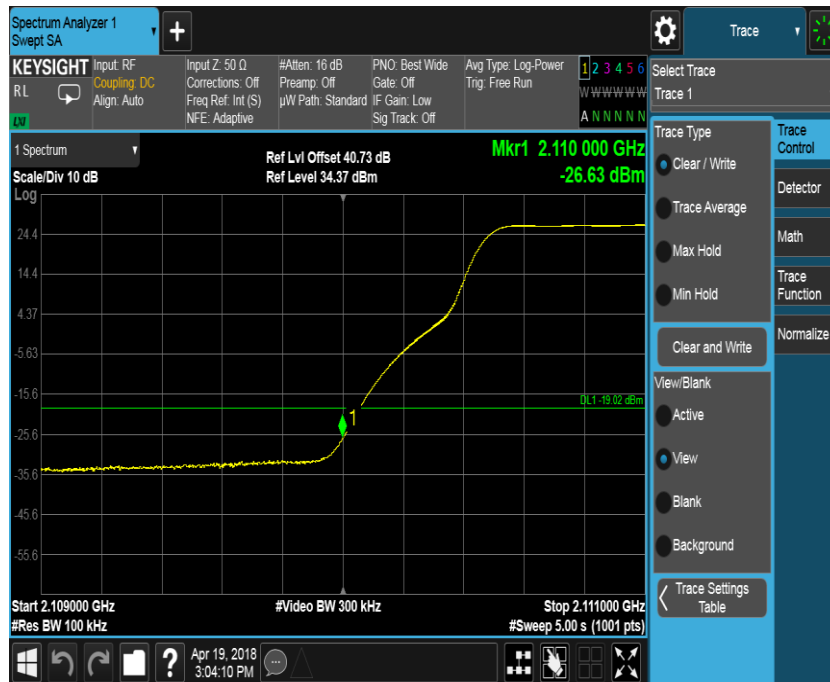 Spectrum Analyzer 1
Swept SA
+
Trace
KEYSIGHT
RL
LXI
Input: RF
Coupling: DC
Align: Auto
Input Z: 50 Ω
Corrections: Off
Freq Ref: Int (S)
NFE: Adaptive
#Atten: 16 dB
Preamp: Off
µW Path: Standard
PNO: Best Wide
Gate: Off
IF Gain: Low
Sig Track: Off
Avg Type: Log-Power
Trig: Free Run
1 2 3 4 5 6
W W W W W W
A N N N N N
Select Trace
Trace 1
1 Spectrum
Scale/Div 10 dB
Ref Lvl Offset 40.73 dB
Ref Level 34.37 dBm
Mkr1 2.110 000 GHz
-26.63 dBm
Log
24.4
14.4
4.37
-5.63
-15.6
-25.6
-35.6
-45.6
-55.6
DL1 -19.02 dBm
1
Start 2.109000 GHz
#Res BW 100 kHz
#Video BW 300 kHz
Stop 2.111000 GHz
#Sweep 5.00 s (1001 pts)
Trace Type
Clear / Write
Trace Average
Max Hold
Min Hold
Clear and Write
View/Blank
Active
View
Blank
Background
Trace Settings
Table
Trace
Control
Detector
Math
Trace
Function
Normalize
?
Apr 19, 2018
3:04:10 PM